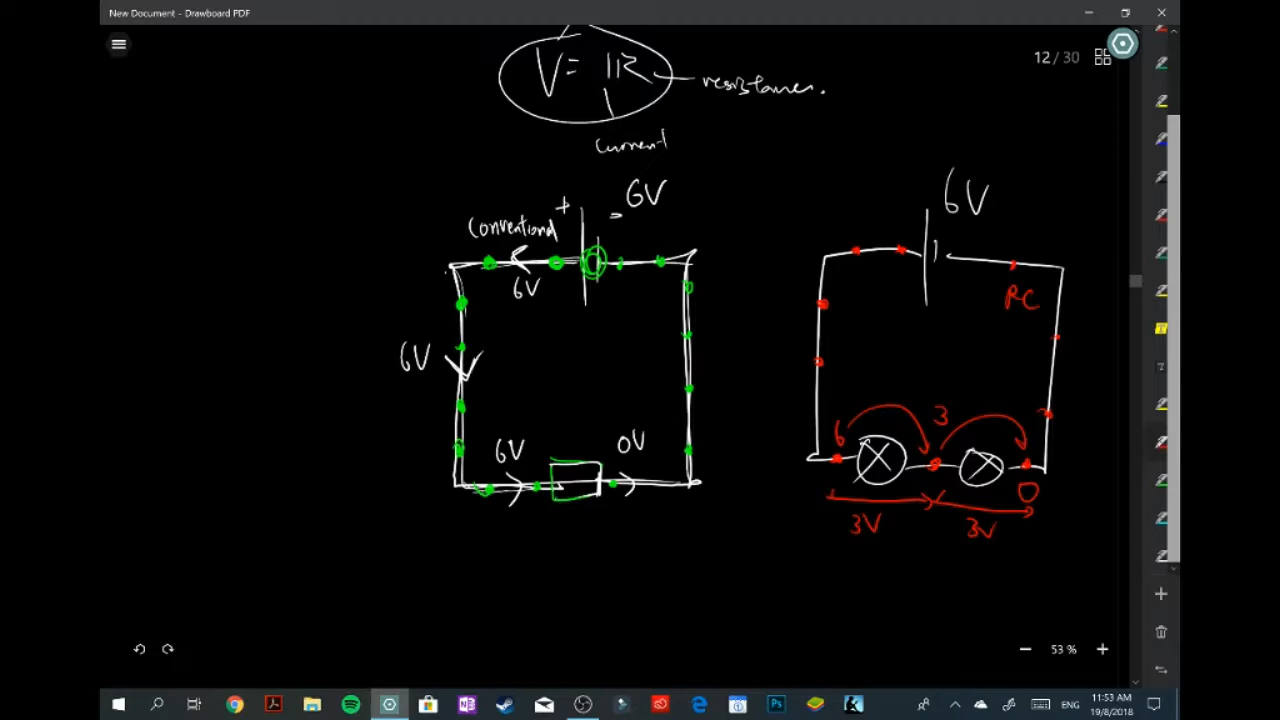 New Document - Drawboard PDF
12 / 30
V = IR
resistance.
current
6V
+
-
Conventional
6V
6V
6V
0V
6V
RC
6
3
0
3V
3V
53 %
ENG
11:53 AM
19/8/2018